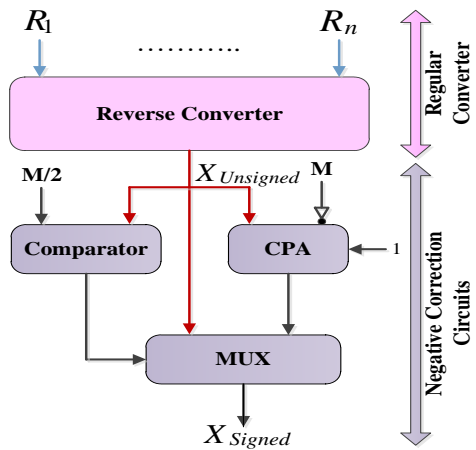 R₁
………..
Rₙ
Reverse Converter
Regular
Converter
X Unsigned
M/2
M
Comparator
CPA
1
MUX
Negative Correction
Circuits
X Signed